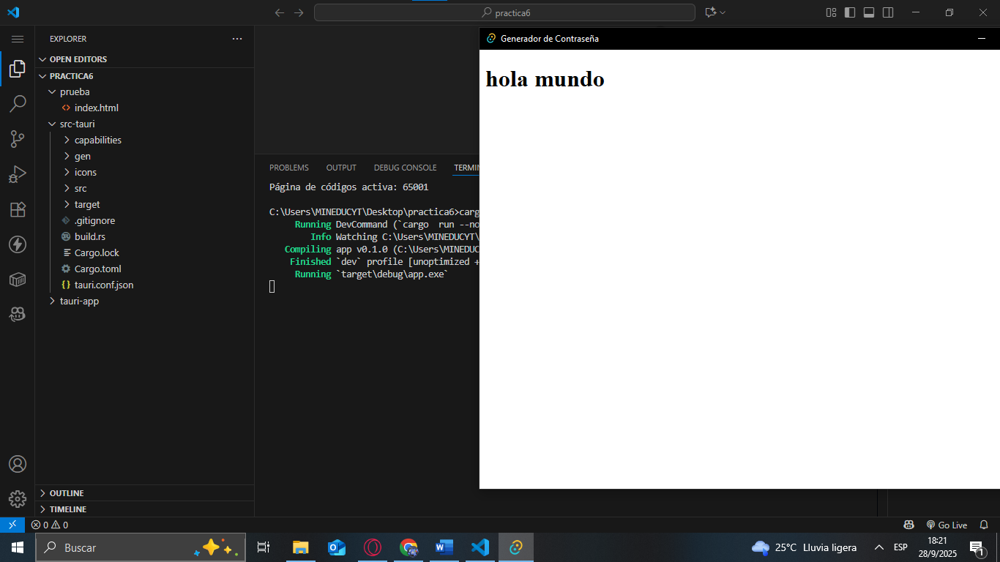 practica6
EXPLORER
OPEN EDITORS
PRACTICA6
prueba
index.html
src-tauri
capabilities
gen
icons
src
target
.gitignore
build.rs
Cargo.lock
Cargo.toml
tauri.conf.json
tauri-app
OUTLINE
TIMELINE
PROBLEMS OUTPUT DEBUG CONSOLE TERMIN
Página de códigos activa: 65001
C:\Users\MINEDUCYT\Desktop\practica6>carg
Running DevCommand (`cargo  run --no
Info Watching C:\Users\MINEDUCYT\
Compiling app v0.1.0 (C:\Users\MINEDUC
Finished `dev` profile [unoptimized +
Running `target\debug\app.exe`
Generador de Contraseña
hola mundo
0 0
Go Live
Buscar
25°C Lluvia ligera
ESP
18:21
28/9/2025
1